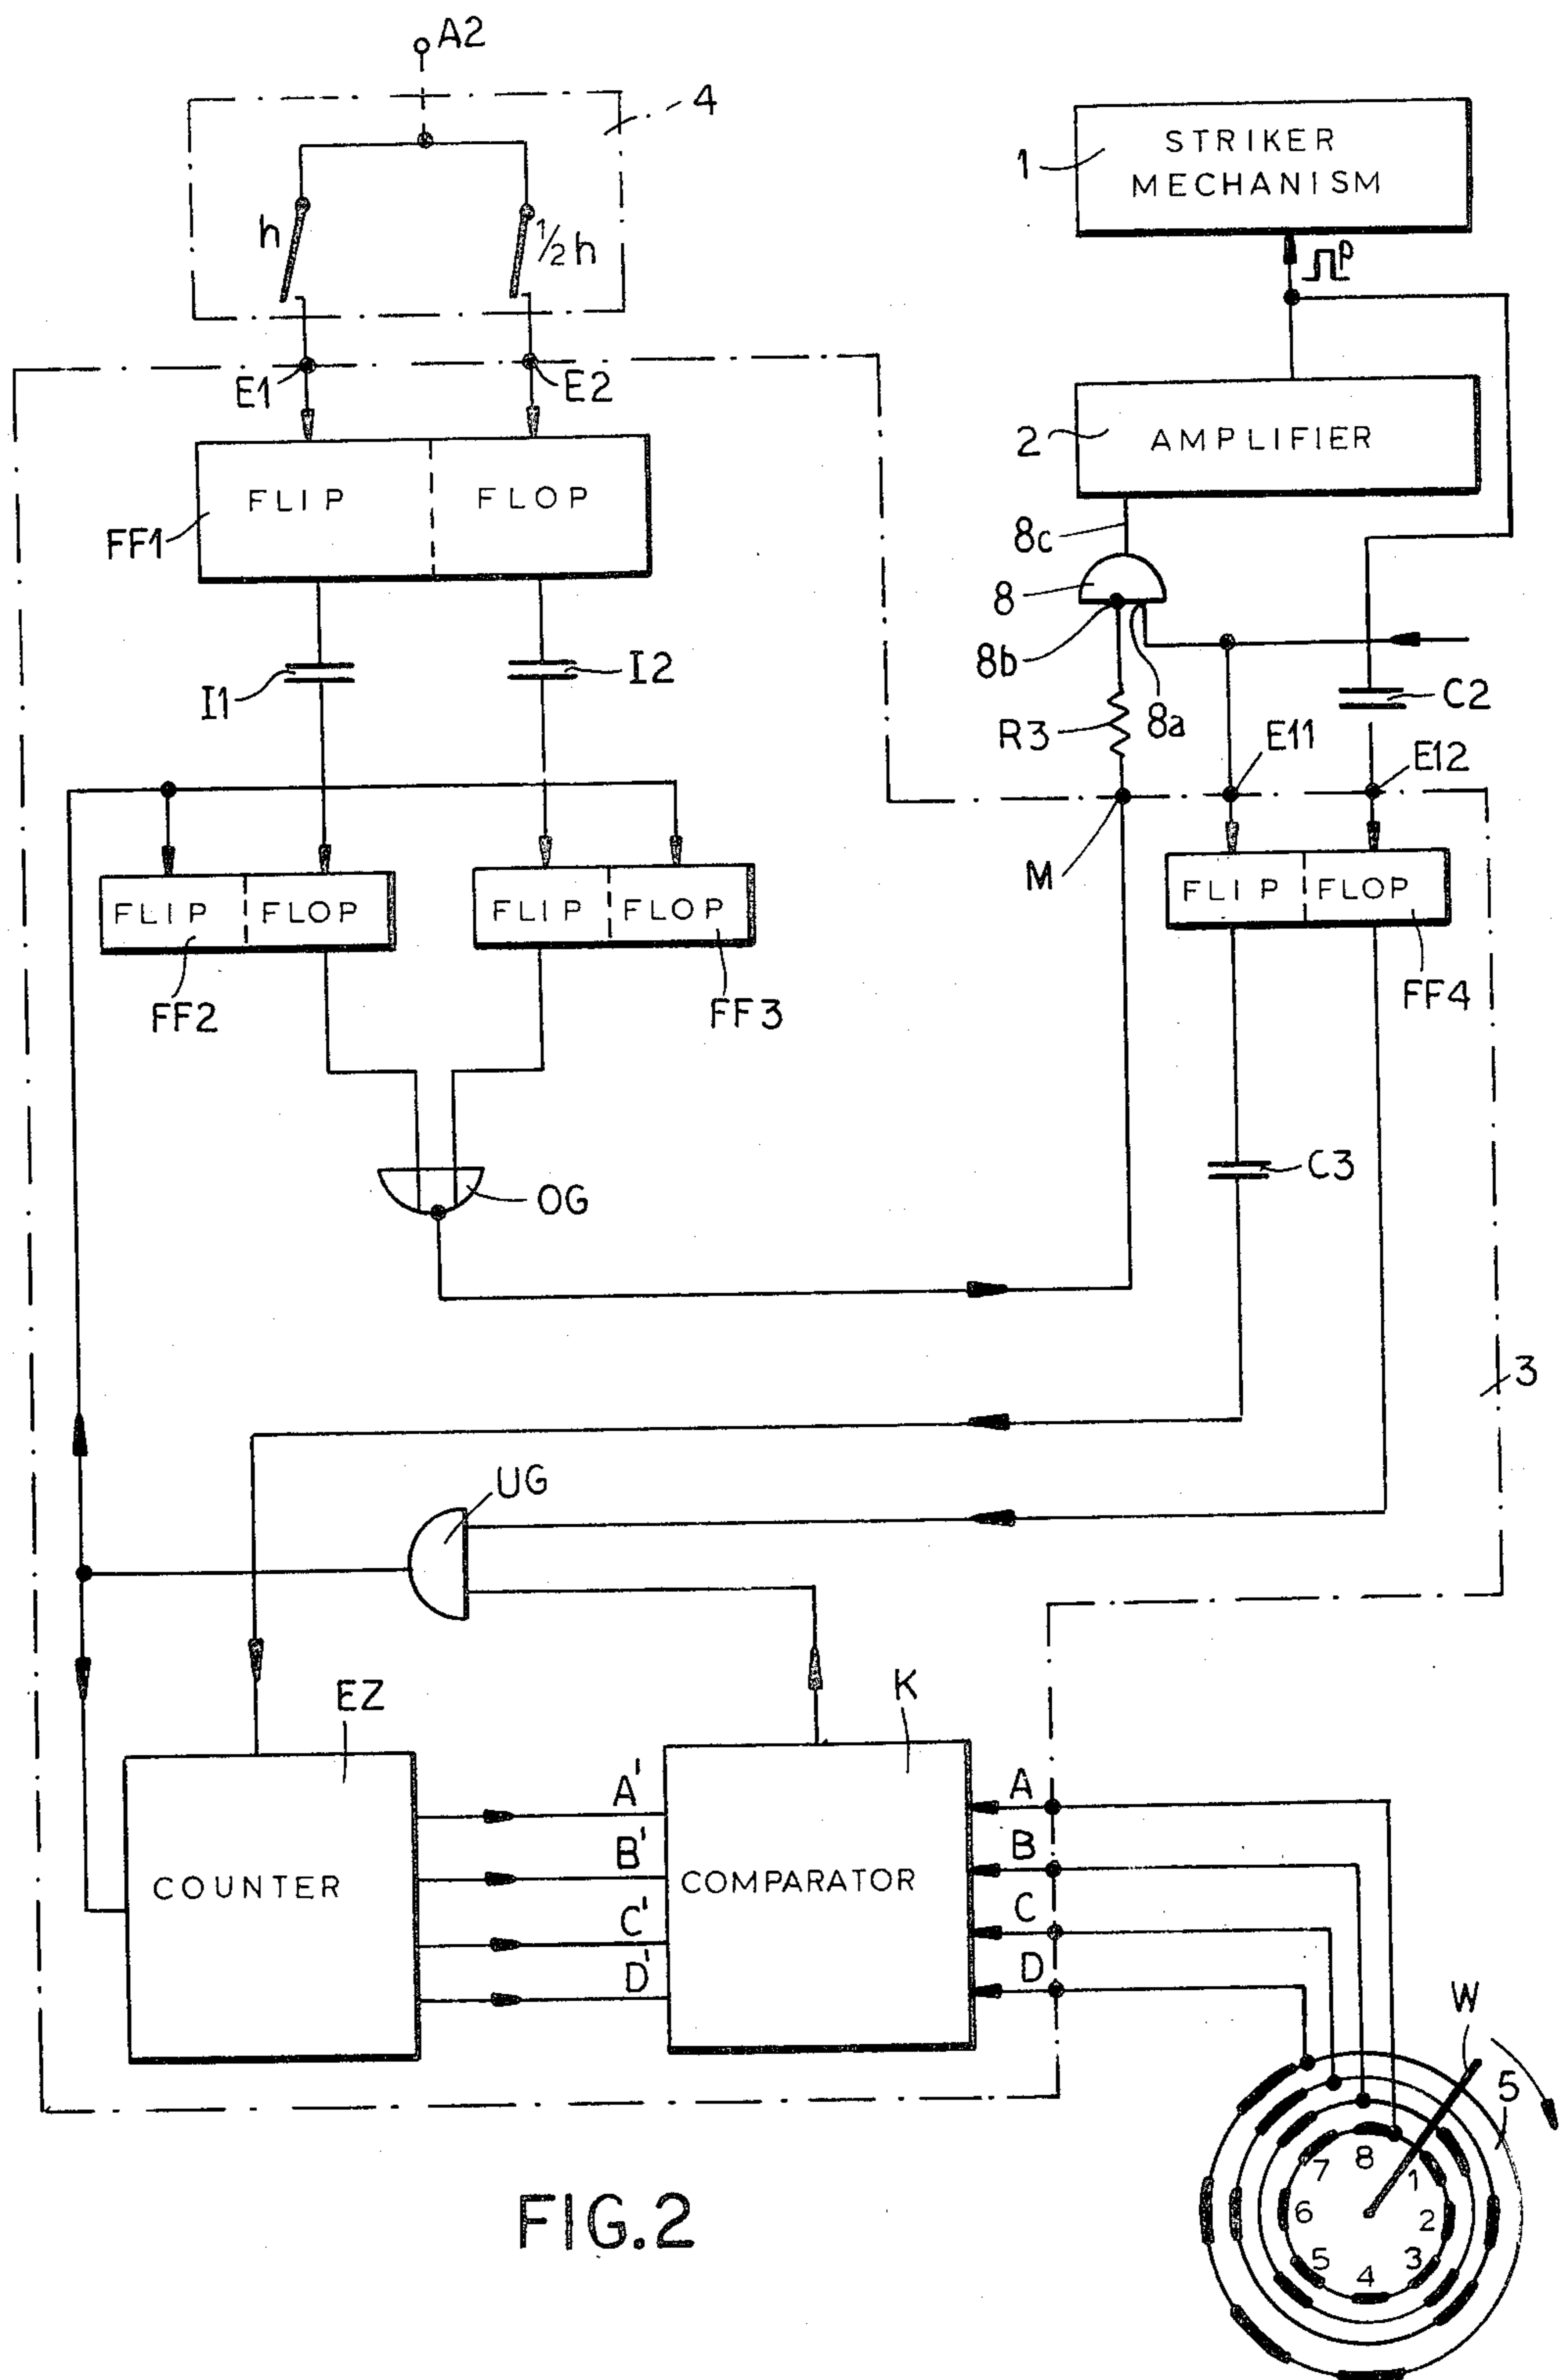 A2
4
h
1/2h
1
STRIKER
MECHANISM
P
E1
E2
2
AMPLIFIER
FLIP
FLOP
FF1
8c
8
8b
I1
I2
R3
8a
C2
E11
E12
M
FLIP
FLOP
FLIP
FLOP
FLIP
FLOP
FF2
FF3
FF4
OG
C3
3
UG
EZ
K
A'
A
B'
B
COUNTER
COMPARATOR
C'
C
D'
D
W
5
8
7
1
6
2
5
3
4
FIG.2